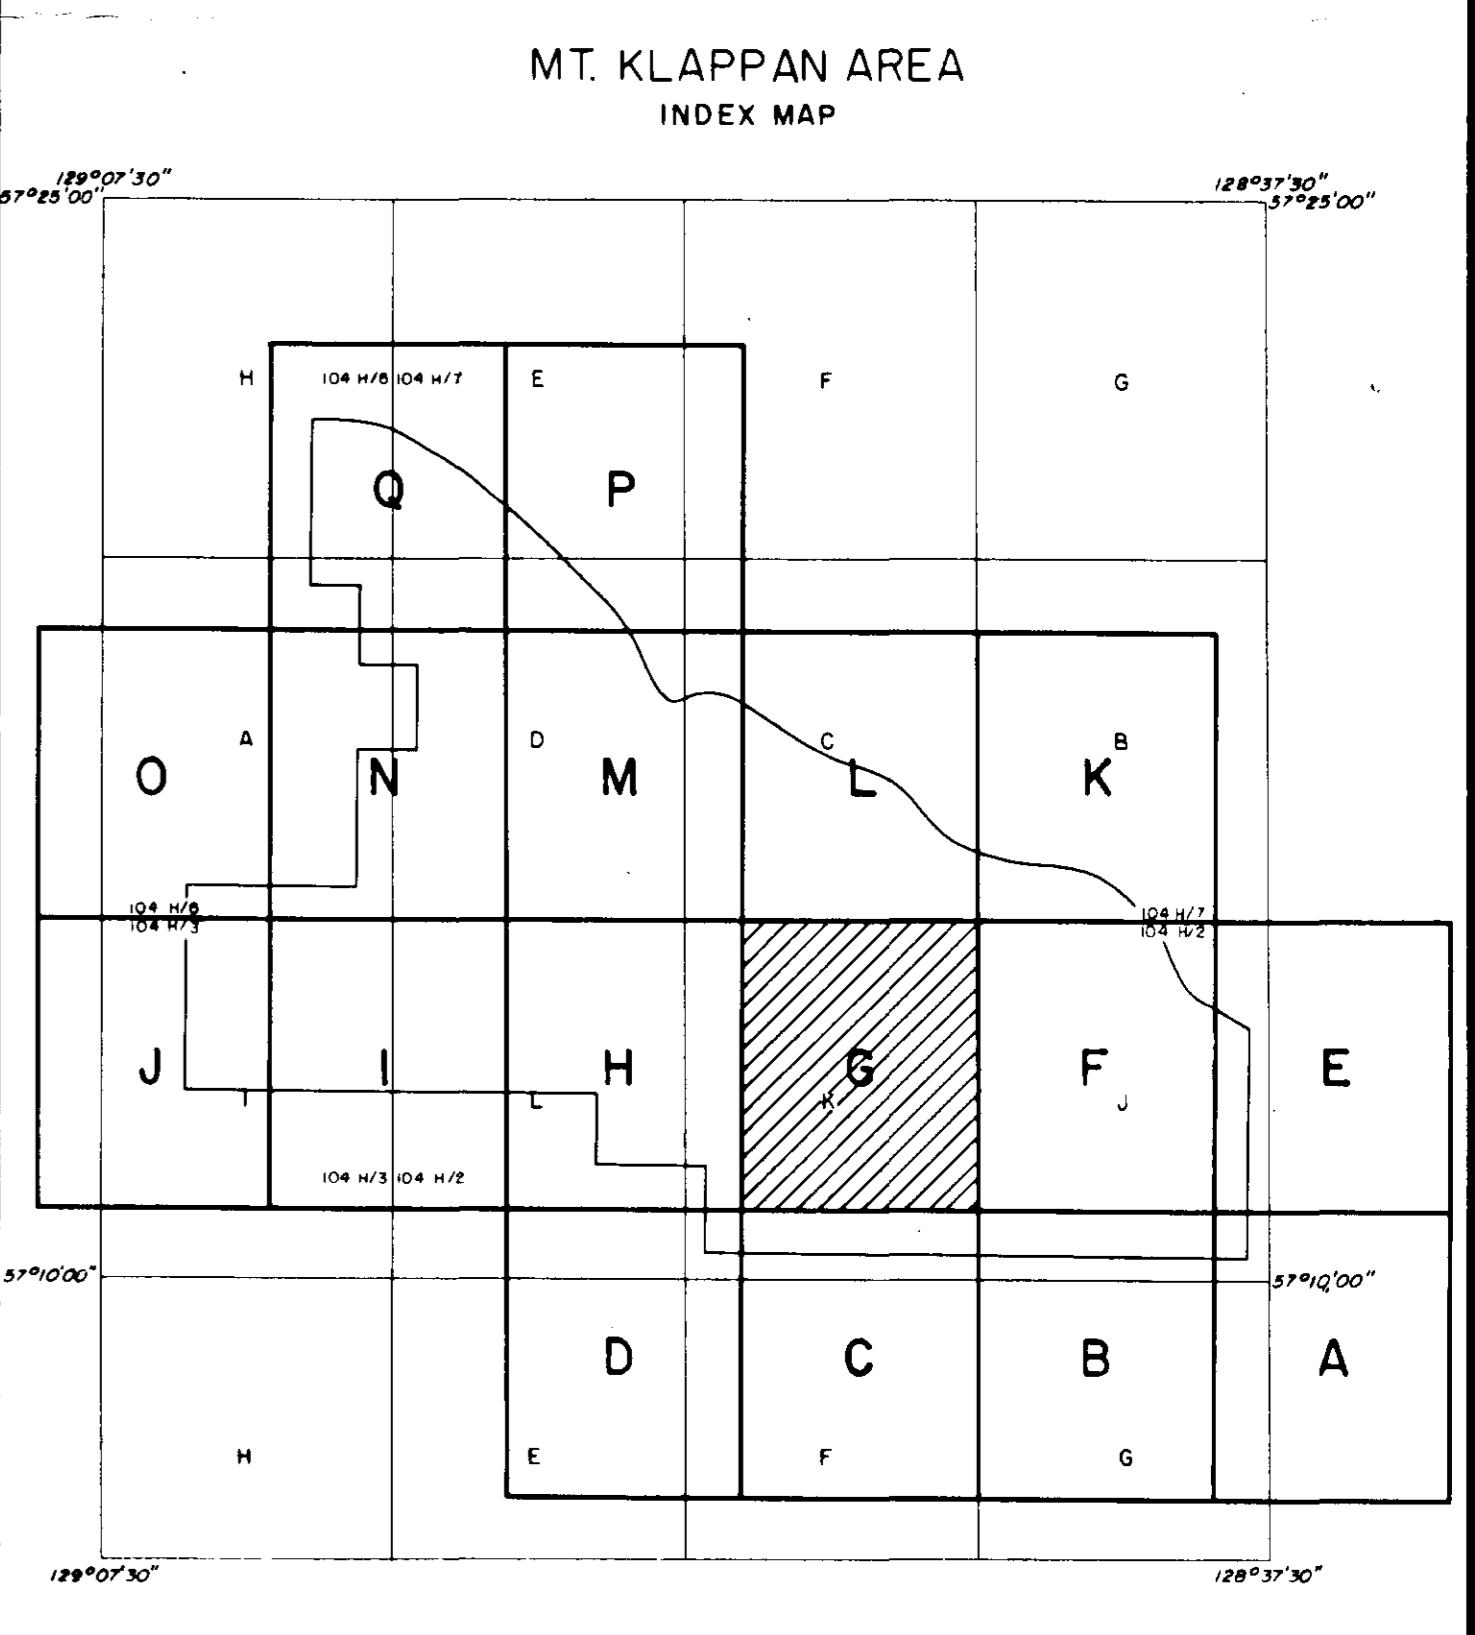 MT. KLAPPAN AREA
INDEX MAP
129°07'30"
128°37'30"
57°25'00"
57°25'00"
H
104 H/6 104 H/7
E
F
G
Q
P
A
D
C
B
O
N
M
L
K
104 H/6
104 H/3
104 H/7
104 H/2
J
I
H
G
F
E
I
L
K
J
104 H/3 104 H/2
57°10'00"
57°10'00"
D
C
B
A
H
E
F
G
129°07'30"
128°37'30"